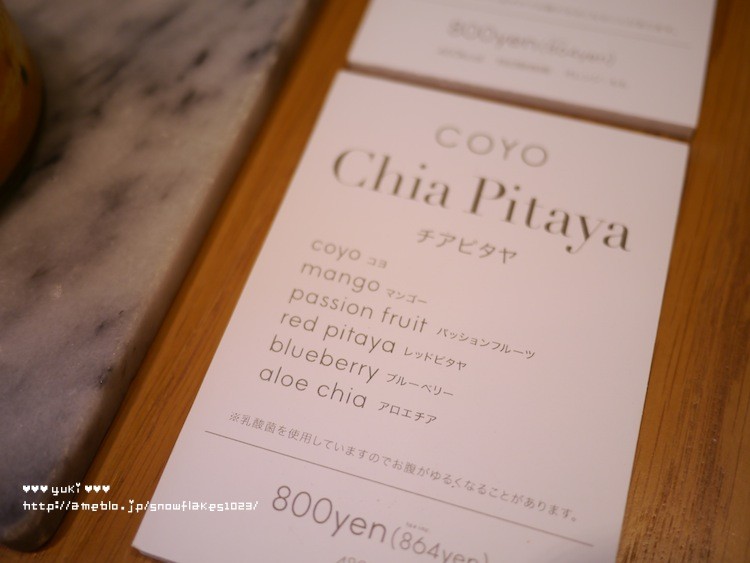 800yen(864yen)
COYO
Chia Pitaya
チアピタヤ
coyo ココ
mango マンゴー
passion fruit パッションフルーツ
red pitaya レッドピタヤ
blueberry ブルーベリー
aloe chia アロエチア
※乳酸菌を使用していますのでお腹がゆるくなることがあります。
800yen(864yen)
♥♥♥yuki♥♥♥
http://ameblo.jp/snowflakes1023/